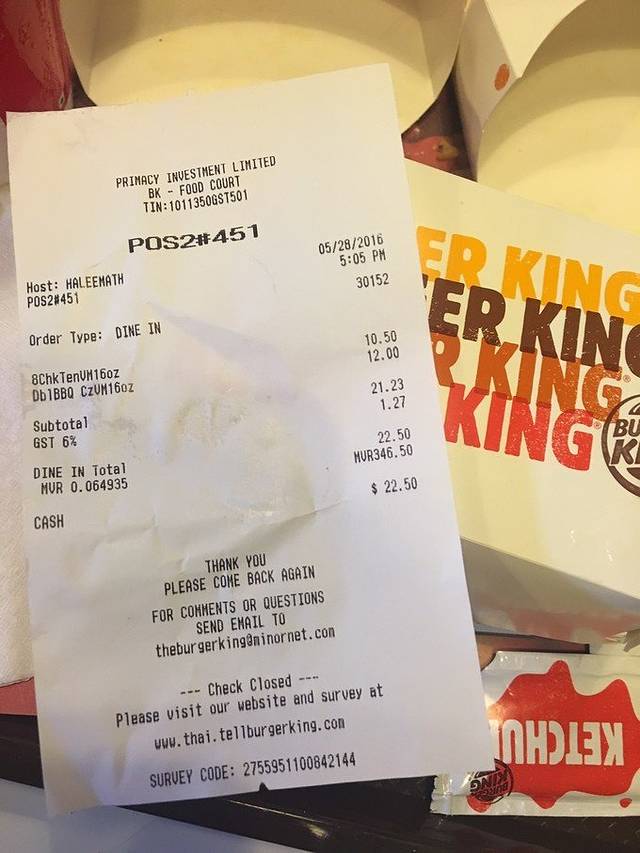 PRIMACY INVESTMENT LIMITED
BK - FOOD COURT
TIN:1011350GST501
POS2#451
05/28/2016
5:05 PM
Host: HALEEMATH
POS2#451
30152
Order Type: DINE IN
8ChkTenVM16oz 10.50
DblBBQ CzVM16oz 12.00
Subtotal 21.23
GST 6% 1.27
DINE IN Total 22.50
MVR 0.064935 MVR346.50
CASH $ 22.50
THANK YOU
PLEASE COME BACK AGAIN
FOR COMMENTS OR QUESTIONS
SEND EMAIL TO
theburgerking@minornet.com
--- Check Closed ---
Please visit our website and survey at
www.thai.tellburgerking.com
SURVEY CODE: 2755951100842144
ER KING
ER KING
R KING
KING
BU
KI
KETCHU
BURGER
KING